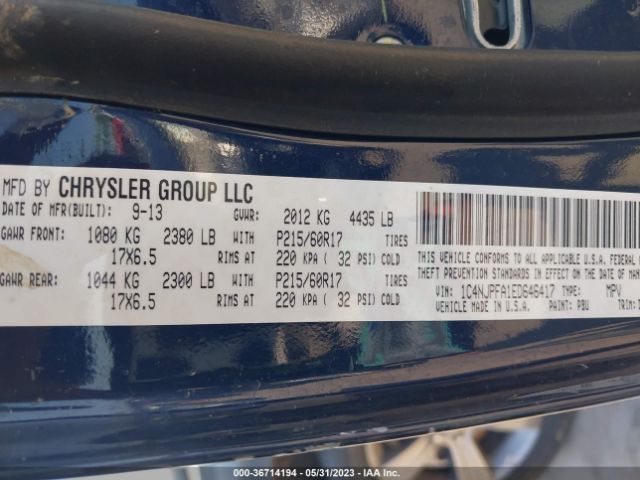 MFD BY CHRYSLER GROUP LLC
DATE OF MFR(BUILT): 9-13 GVWR: 2012 KG 4435 LB
GAWR FRONT: 1080 KG 2380 LB WITH P215/60R17 TIRES
17X6.5 RIMS AT 220 KPA ( 32 PSI) COLD
GAWR REAR: 1044 KG 2300 LB WITH P215/60R17 TIRES
17X6.5 RIMS AT 220 KPA ( 32 PSI) COLD
THIS VEHICLE CONFORMS TO ALL APPLICABLE U.S.A. FEDERAL
THEFT PREVENTION STANDARDS IN EFFECT ON THE DATE OF MANU
VIN: 1C4NJPFA1ED646417 TYPE: MPV
VEHICLE MADE IN U.S.A. PAINT: PBU TRIM:
00-36714194 - 05/31/2023 - IAA Inc.